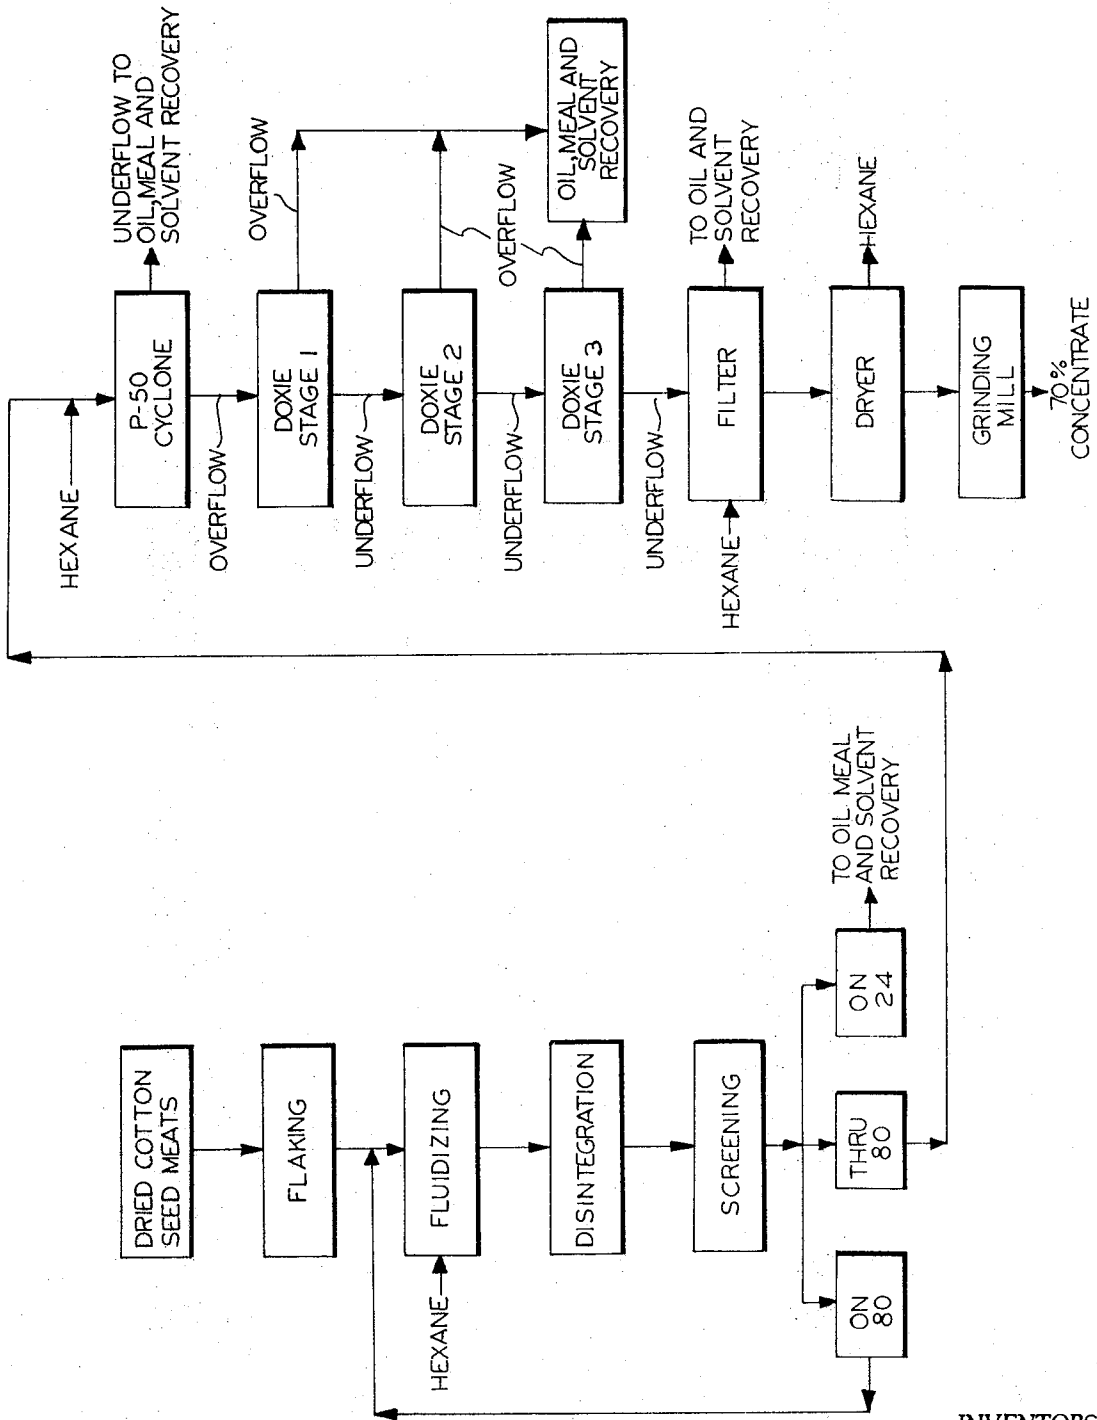 DRIED COTTON
SEED MEATS
FLAKING
HEXANE
FLUIDIZING
DISINTEGRATION
SCREENING
ON
80
THRU
80
ON
24
TO OIL MEAL
AND SOLVENT
RECOVERY
HEXANE
P-50
CYCLONE
UNDERFLOW TO
OIL, MEAL AND
SOLVENT RECOVERY
OVERFLOW
DOXIE
STAGE 1
OVERFLOW
UNDERFLOW
DOXIE
STAGE 2
OVERFLOW
UNDERFLOW
DOXIE
STAGE 3
OIL, MEAL AND
SOLVENT
RECOVERY
UNDERFLOW
HEXANE
FILTER
TO OIL AND
SOLVENT
RECOVERY
DRYER
HEXANE
GRINDING
MILL
70%
CONCENTRATE